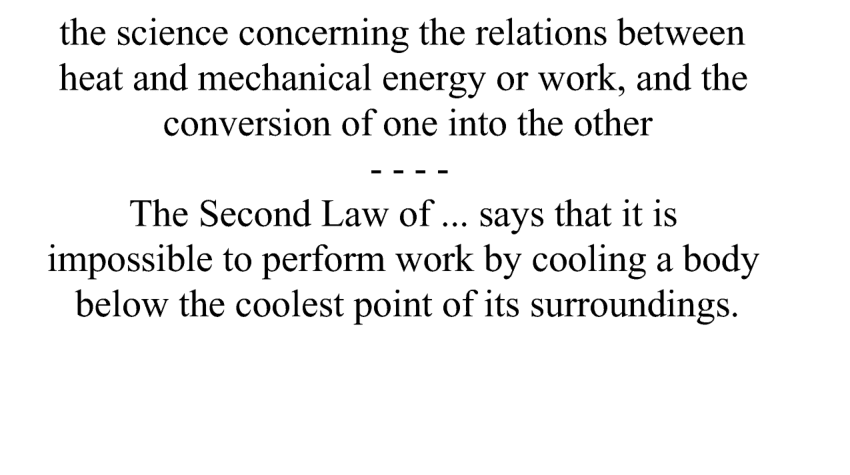 the science concerning the relations between
heat and mechanical energy or work, and the
conversion of one into the other
- - - -
The Second Law of ... says that it is
impossible to perform work by cooling a body
below the coolest point of its surroundings.